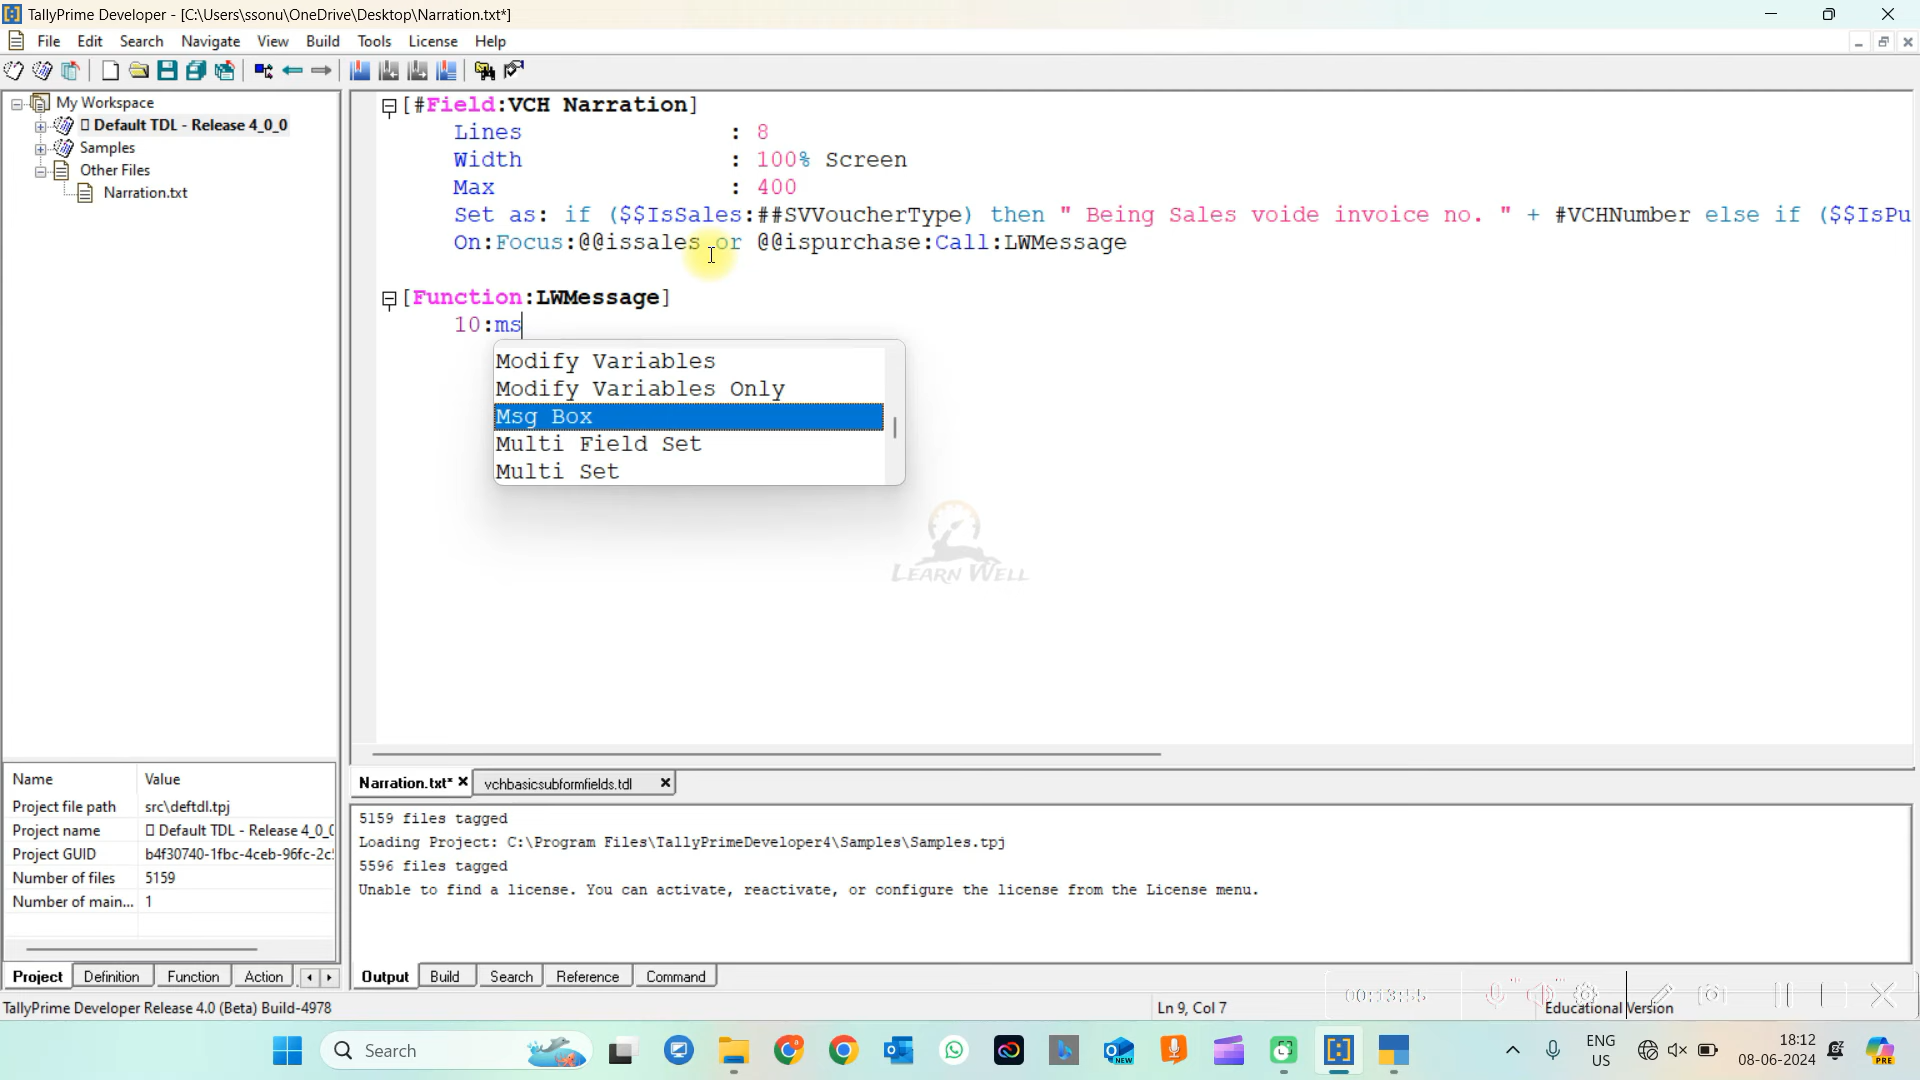 TallyPrime Developer - [C:\Users\ssonu\OneDrive\Desktop\Narration.txt*]
File Edit Search Navigate View Build Tools License Help
My Workspace
Default TDL - Release 4_0_0
Samples
Other Files
Narration.txt
[#Field:VCH Narration]
Lines : 8
Width : 100% Screen
Max : 400
Set as: if ($$IsSales:##SVVoucherType) then " Being Sales voide invoice no. " + #VCHNumber else if ($$IsPu
On:Focus:@@issales or @@ispurchase:Call:LWMessage
[Function:LWMessage]
10:ms
Modify Variables
Modify Variables Only
Msg Box
Multi Field Set
Multi Set
LEARN WELL
Name Value
Project file path src\deftdl.tpj
Project name Default TDL - Release 4_0_0
Project GUID b4f30740-1fbc-4ceb-96fc-2c
Number of files 5159
Number of main... 1
Project Definition Function Action
Narration.txt* vchbasicsubformfields.tdl
5159 files tagged
Loading Project: C:\Program Files\TallyPrimeDeveloper4\Samples\Samples.tpj
5596 files tagged
Unable to find a license. You can activate, reactivate, or configure the license from the License menu.
Output Build Search Reference Command
00:13:55
TallyPrime Developer Release 4.0 (Beta) Build-4978
Ln 9, Col 7
Educational Version
Search
NEW
ENG
US
18:12
08-06-2024
PRE